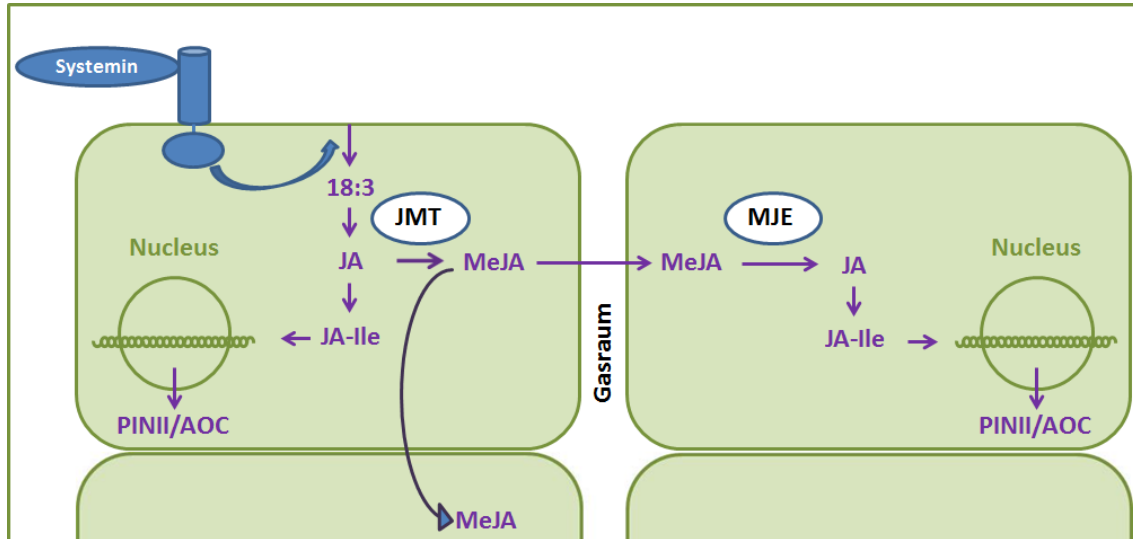 Systemin
18:3
JMT
MJE
Nucleus
JA
MeJA
MeJA
JA
Nucleus
JA-Ile
Gasraum
JA-Ile
PINII/AOC
PINII/AOC
MeJA